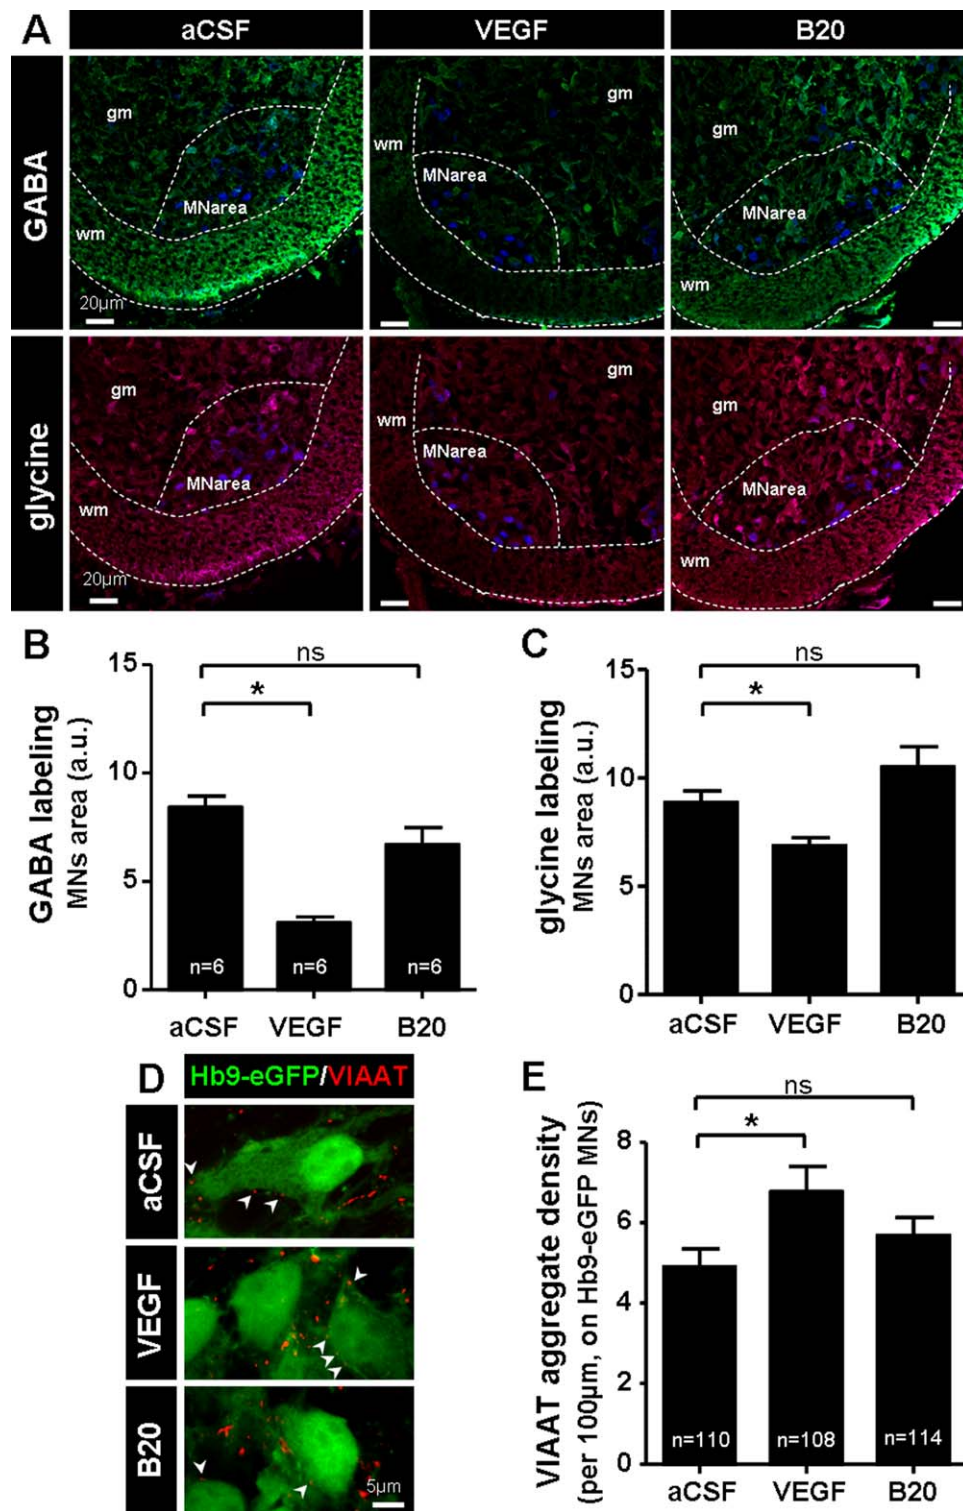 A
aCSF
VEGF
B20
GABA
gm
MNarea
wm
20µm
gm
wm
MNarea
gm
MNarea
wm
glycine
gm
MNarea
wm
20µm
gm
wm
MNarea
gm
MNarea
wm
B
GABA labeling
MNs area (a.u.)
15
10
5
0
ns
*
n=6
n=6
n=6
aCSF
VEGF
B20
C
glycine labeling
MNs area (a.u.)
15
10
5
0
ns
*
aCSF
VEGF
B20
D
Hb9-eGFP/VIAAT
aCSF
VEGF
B20
5µm
E
VIAAT aggregate density
(per 100µm, on Hb9-eGFP MNs)
8
6
4
2
0
ns
*
n=110
n=108
n=114
aCSF
VEGF
B20